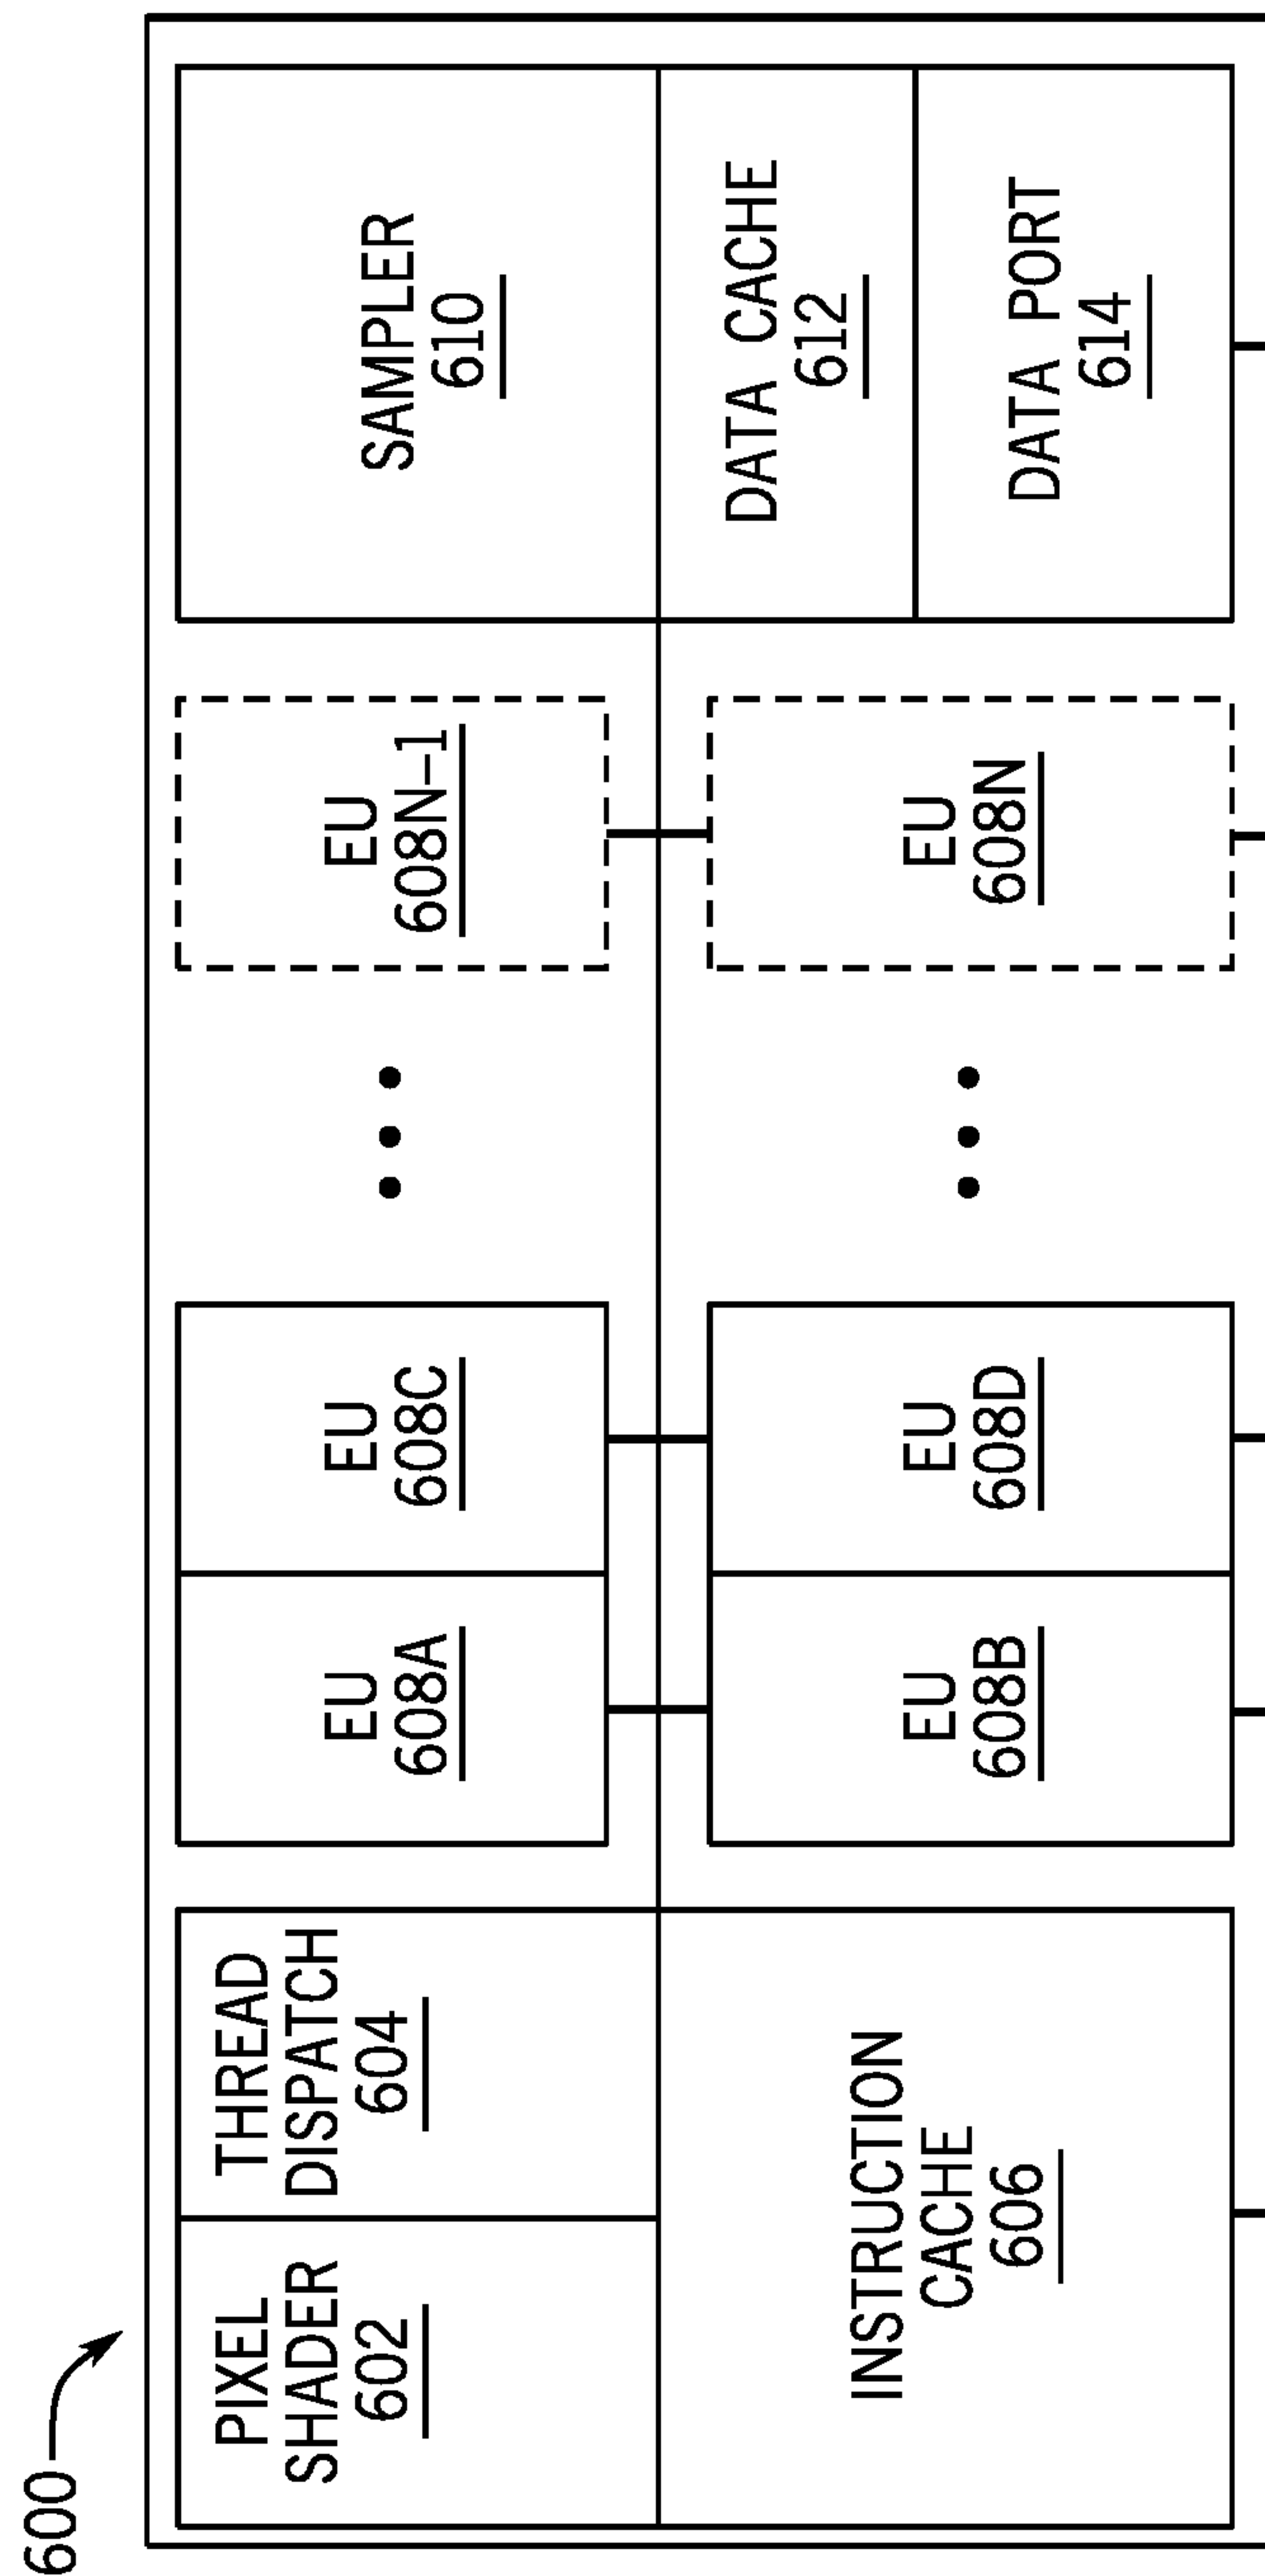 600
PIXEL
SHADER
602
THREAD
DISPATCH
604
EU
608A
EU
608C
EU
608N-1
SAMPLER
610
INSTRUCTION
CACHE
606
EU
608B
EU
608D
EU
608N
DATA CACHE
612
DATA PORT
614